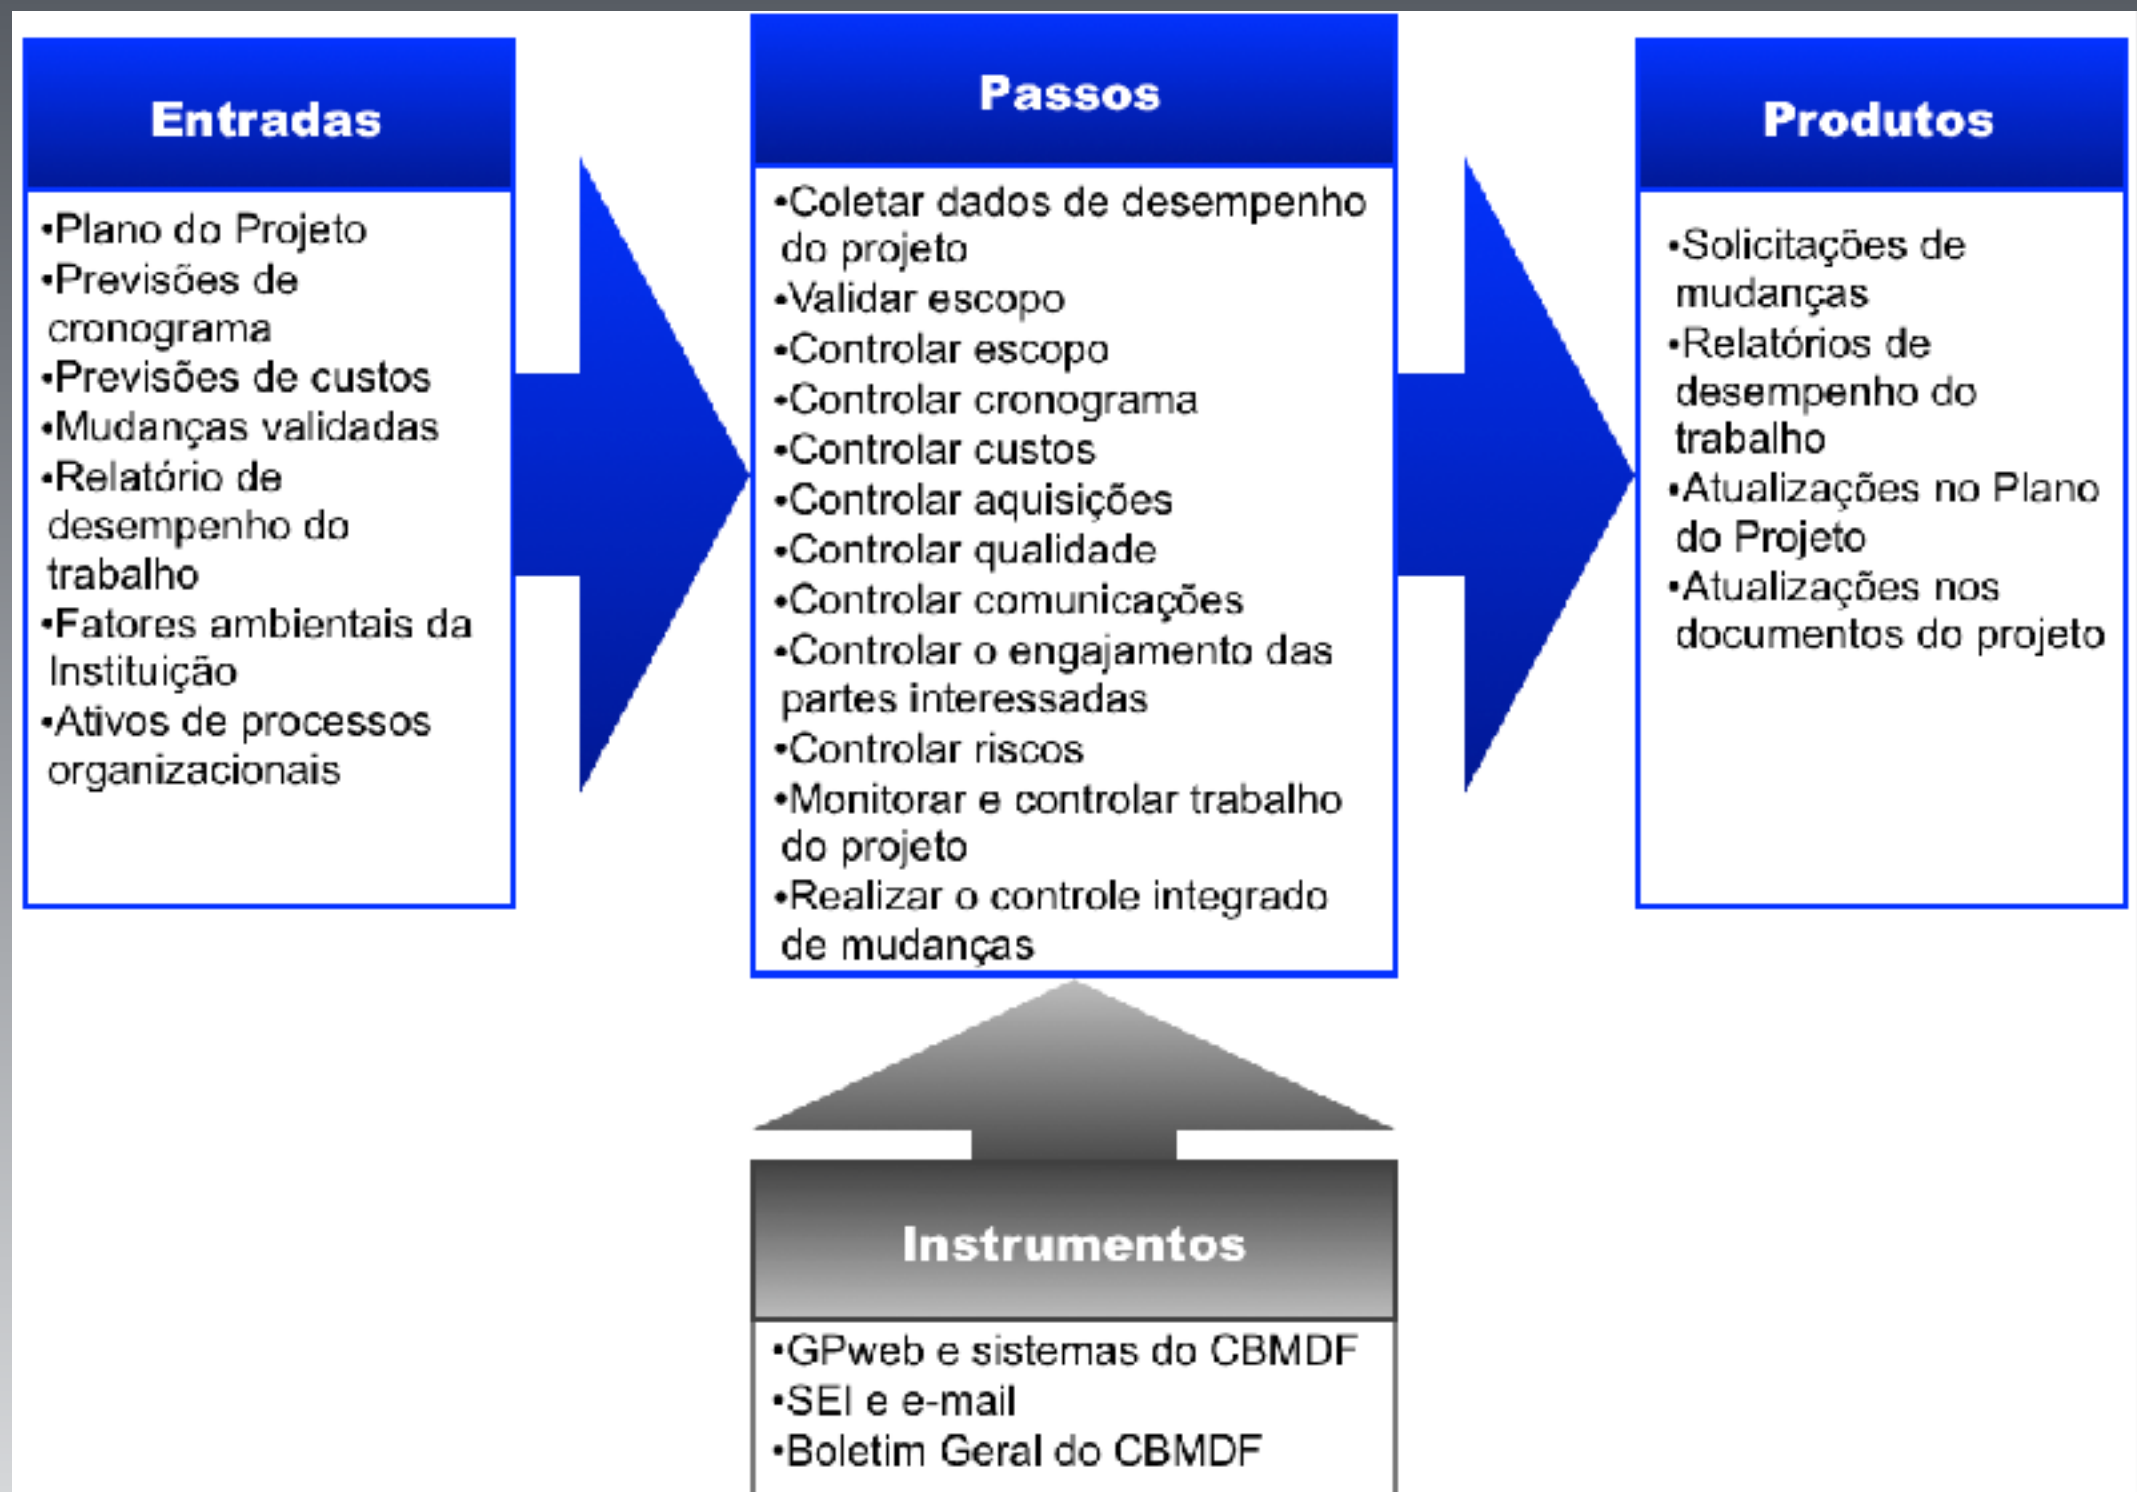 Entradas
•Plano do Projeto
•Previsões de
cronograma
•Previsões de custos
•Mudanças validadas
•Relatório de
desempenho do
trabalho
•Fatores ambientais da
Instituição
•Ativos de processos
organizacionais
Passos
•Coletar dados de desempenho
do projeto
•Validar escopo
•Controlar escopo
•Controlar cronograma
•Controlar custos
•Controlar aquisições
•Controlar qualidade
•Controlar comunicações
•Controlar o engajamento das
partes interessadas
•Controlar riscos
•Monitorar e controlar trabalho
do projeto
•Realizar o controle integrado
de mudanças
Produtos
•Solicitações de
mudanças
•Relatórios de
desempenho do
trabalho
•Atualizações no Plano
do Projeto
•Atualizações nos
documentos do projeto
Instrumentos
•GPweb e sistemas do CBMDF
•SEI e e-mail
•Boletim Geral do CBMDF